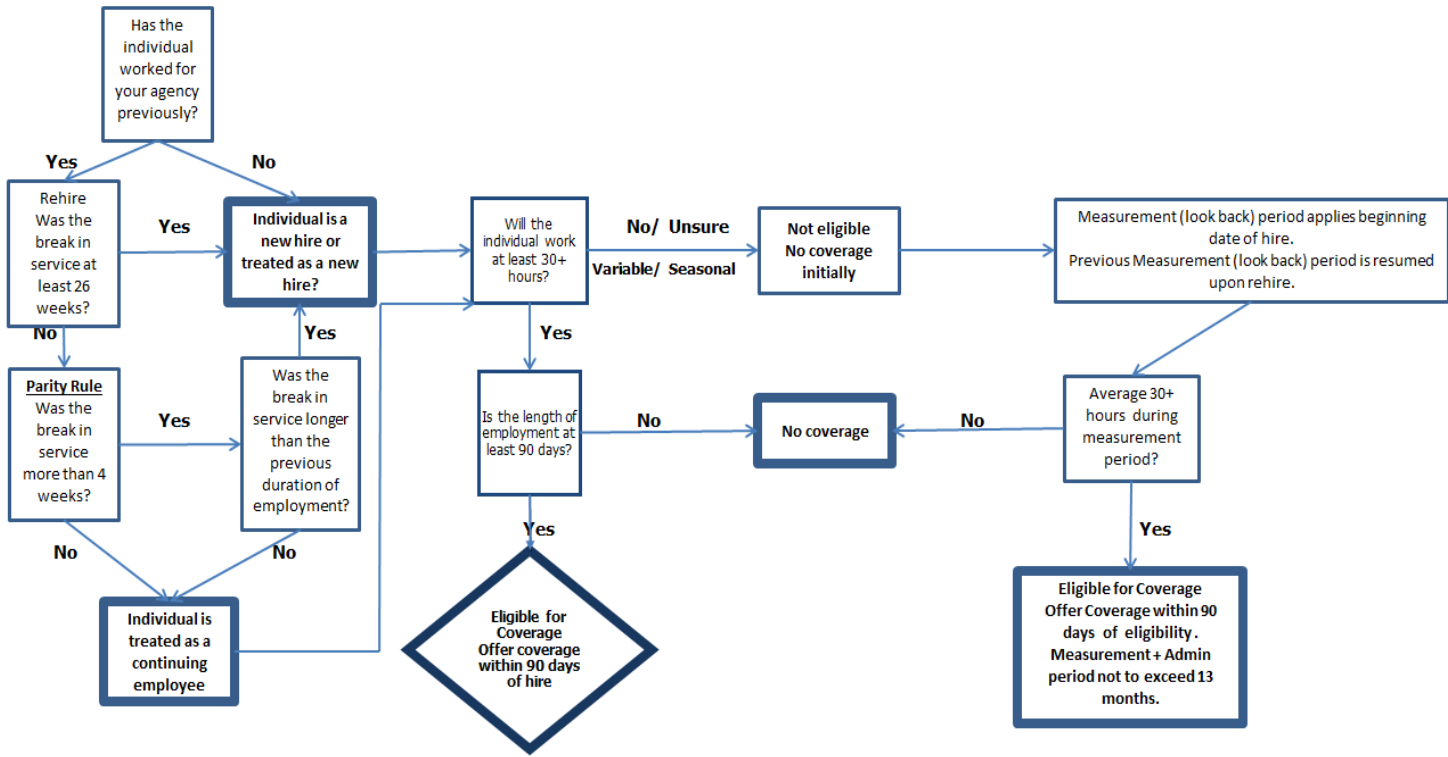 Has the
individual
worked for
your agency
previously?
Yes
No
Rehire
Was the
break in
service at
least 26
weeks?
Yes
Individual is a
new hire or
treated as a new
hire?
Will the
individual work
at least 30+
hours?
No/ Unsure
Variable/ Seasonal
Not eligible
No coverage
initially
Measurement (look back) period applies beginning
date of hire.
Previous Measurement (look back) period is resumed
upon rehire.
No
Yes
Yes
Parity Rule
Was the
break in
service
more than 4
weeks?
Yes
Was the
break in
service longer
than the
previous
duration of
employment?
Is the length of
employment at
least 90 days?
No
No coverage
No
Average 30+
hours during
measurement
period?
No
No
Yes
Yes
Individual is
treated as a
continuing
employee
Eligible for
Coverage
Offer coverage
within 90 days
of hire
Eligible for Coverage
Offer Coverage within 90
days of eligibility.
Measurement + Admin
period not to exceed 13
months.